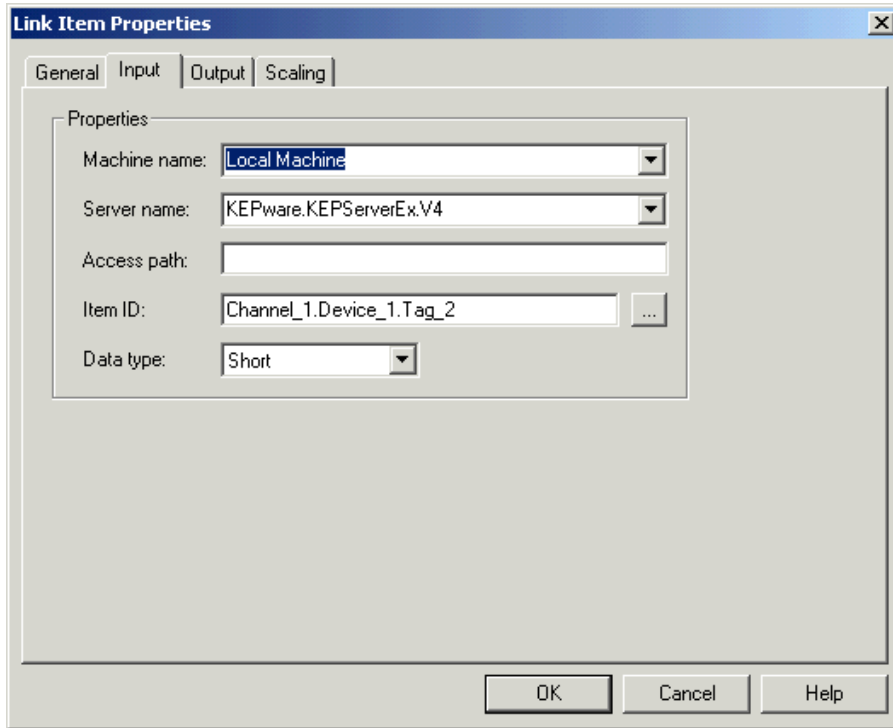 Link Item Properties
General Input Output Scaling
Properties
Machine name: Local Machine
Server name: KEPware.KEPServerEx.V4
Access path:
Item ID: Channel_1.Device_1.Tag_2 ...
Data type: Short
OK Cancel Help